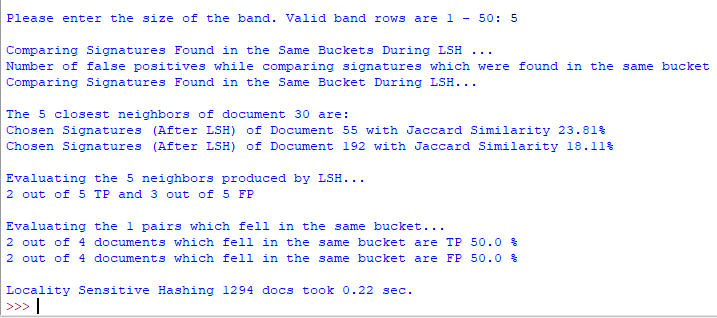 Please enter the size of the band. Valid band rows are 1 - 50: 5
Comparing Signatures Found in the Same Buckets During LSH ...
Number of false positives while comparing signatures which were found in the same bucket
Comparing Signatures Found in the Same Bucket During LSH...
The 5 closest neighbors of document 30 are:
Chosen Signatures (After LSH) of Document 55 with Jaccard Similarity 23.81%
Chosen Signatures (After LSH) of Document 192 with Jaccard Similarity 18.11%
Evaluating the 5 neighbors produced by LSH...
2 out of 5 TP and 3 out of 5 FP
Evaluating the 1 pairs which fell in the same bucket...
2 out of 4 documents which fell in the same bucket are TP 50.0 %
2 out of 4 documents which fell in the same bucket are FP 50.0 %
Locality Sensitive Hashing 1294 docs took 0.22 sec.
>>>